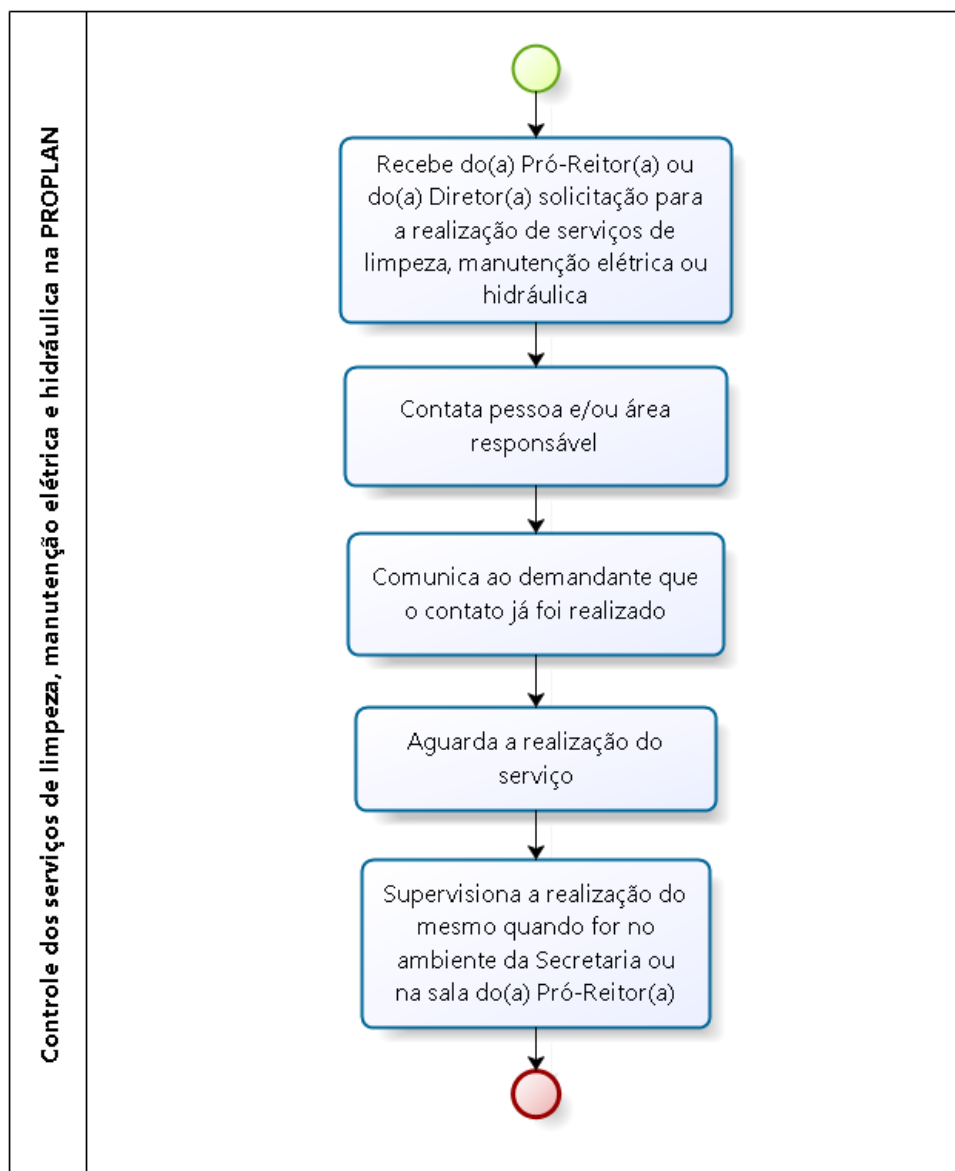 Controle dos serviços de limpeza, manutenção elétrica e hidráulica na PROPLAN
Recebe do(a) Pró-Reitor(a) ou
do(a) Diretor(a) solicitação para
a realização de serviços de
limpeza, manutenção elétrica ou
hidráulica
Contata pessoa e/ou área
responsável
Comunica ao demandante que
o contato já foi realizado
Aguarda a realização do
serviço
Supervisiona a realização do
mesmo quando for no
ambiente da Secretaria ou
na sala do(a) Pró-Reitor(a)